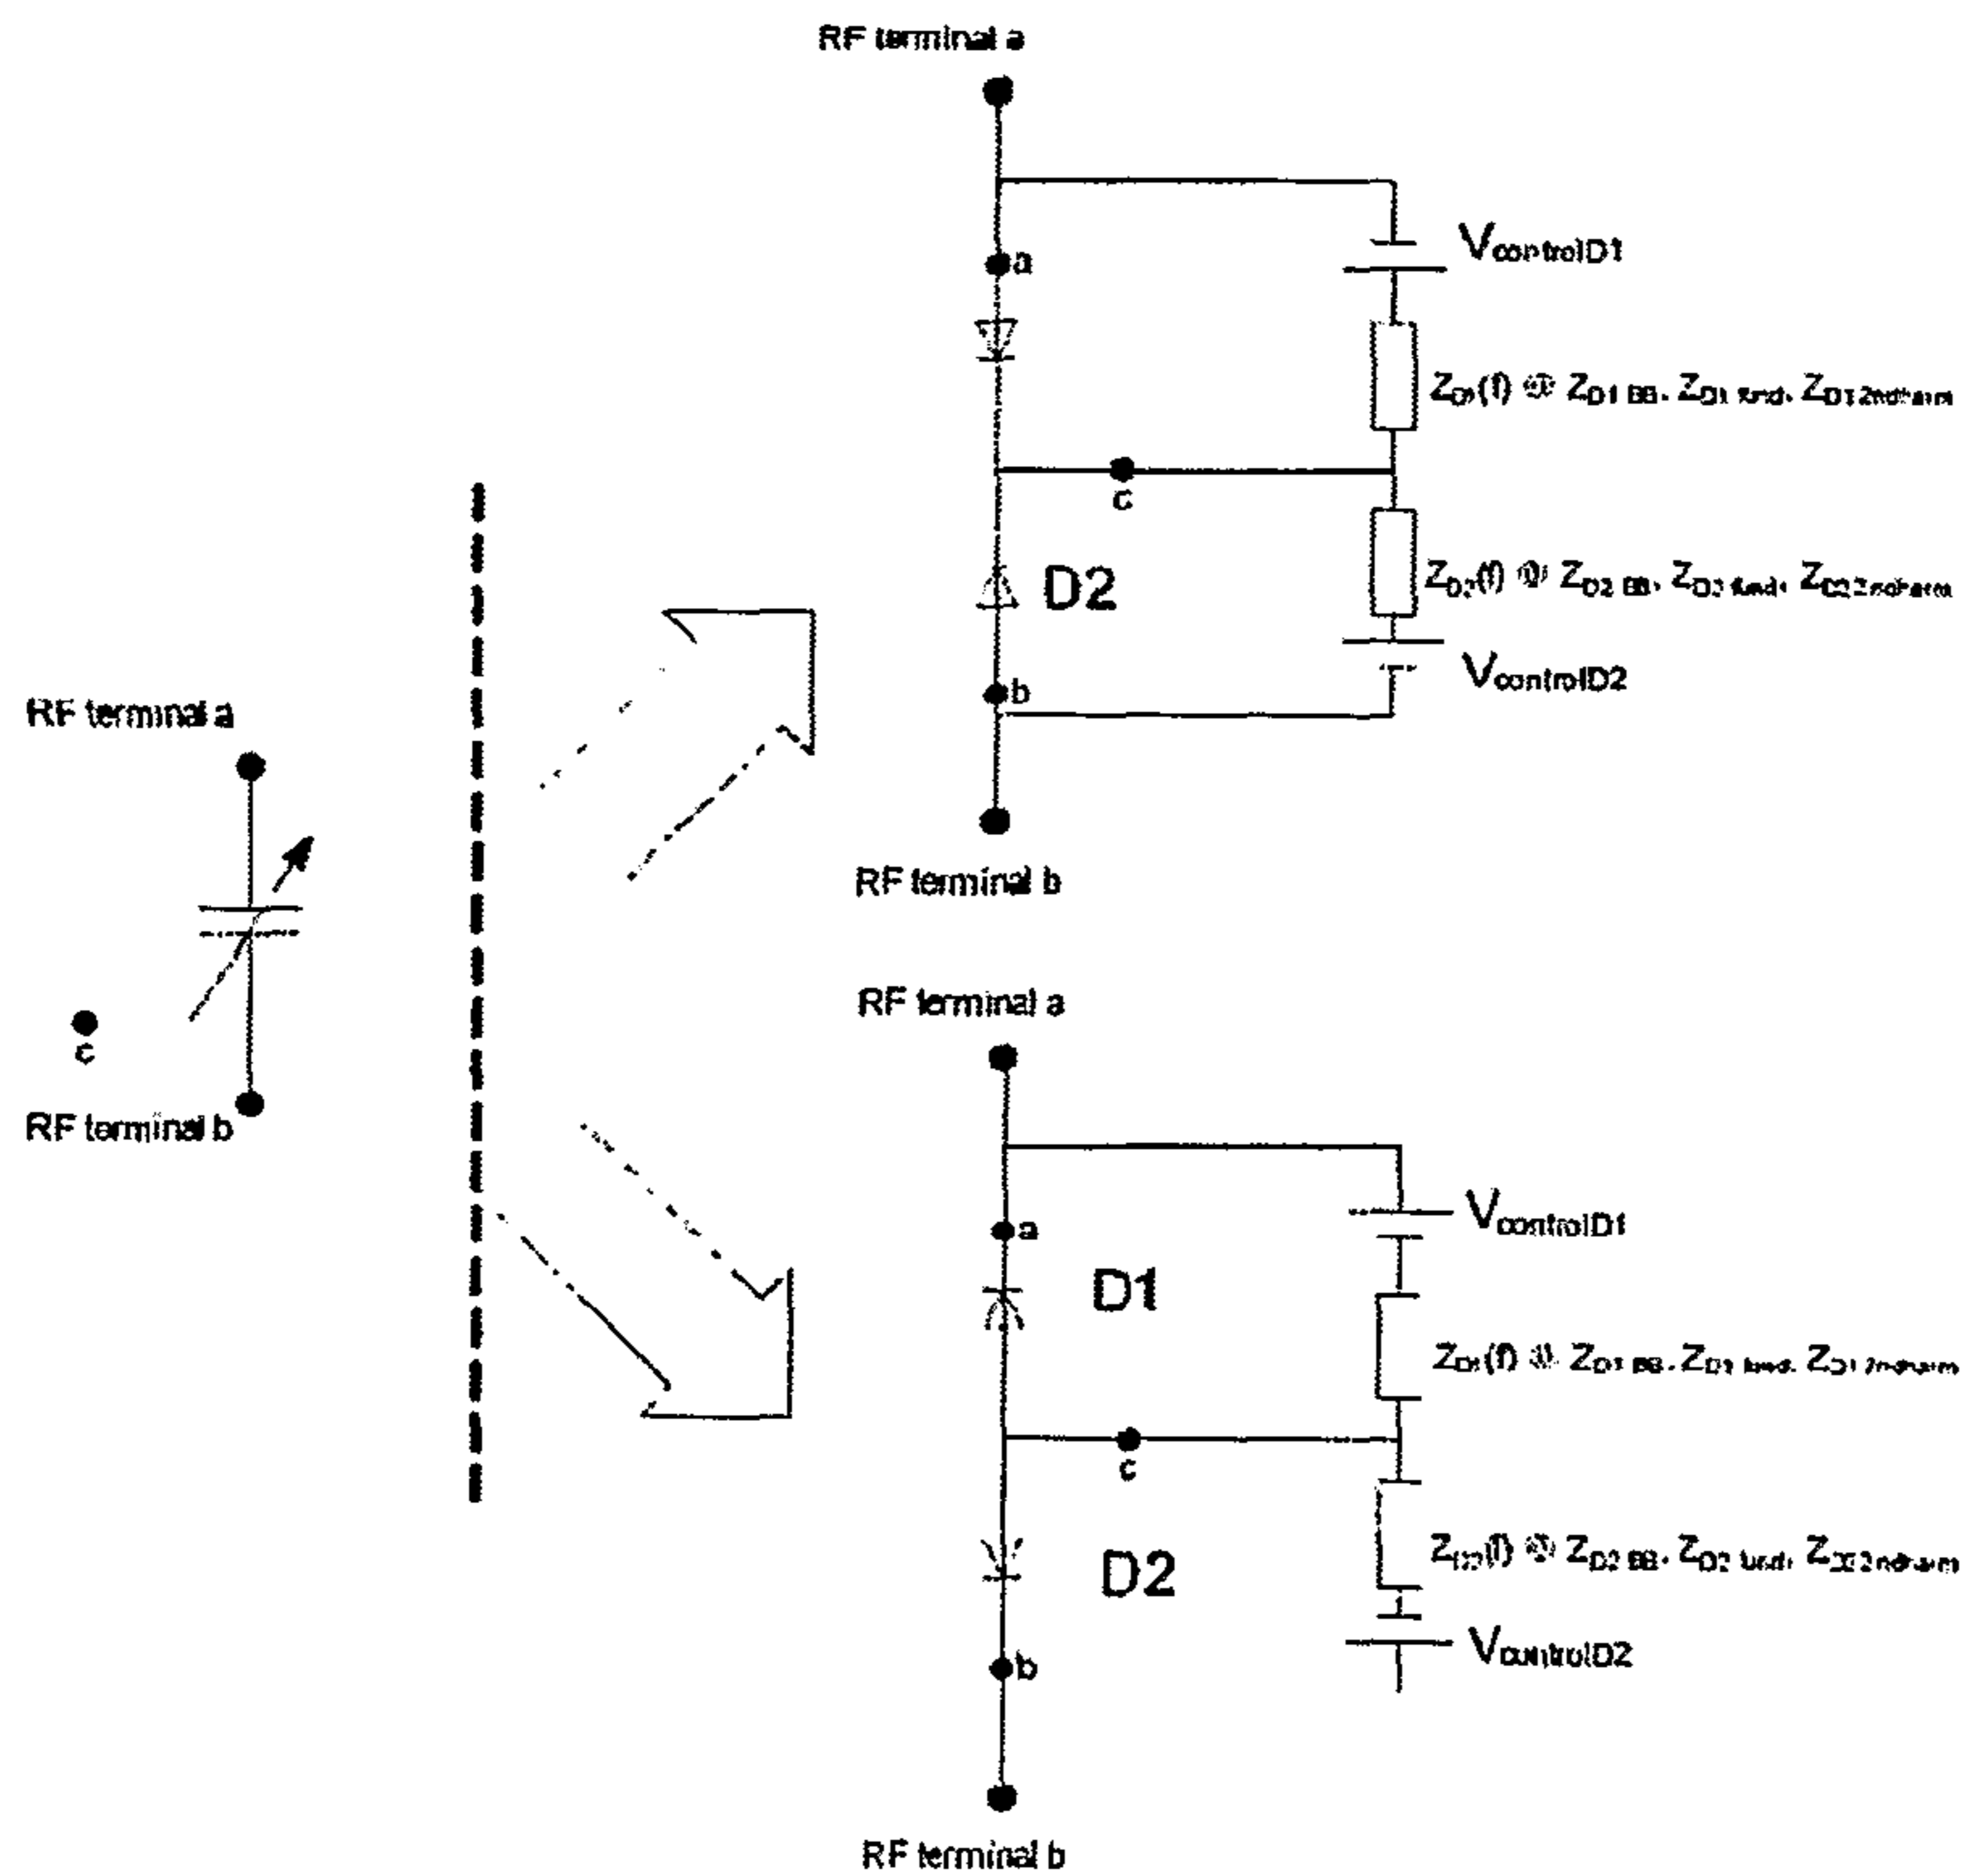 RF terminal a
c
RF terminal b
RF terminal a
a
VcontrolD1
ZD1(f) @ ZD1 BB, ZD1 fund, ZD1 2ndharm
c
D2
ZD2(f) @ ZD2 BB, ZD2 fund, ZD2 2ndharm
VcontrolD2
b
RF terminal b
RF terminal a
a
VcontrolD1
D1
ZD1(f) @ ZD1 BB, ZD1 fund, ZD1 2ndharm
c
D2
ZD2(f) @ ZD2 BB, ZD2 fund, ZD2 2ndharm
VcontrolD2
b
RF terminal b